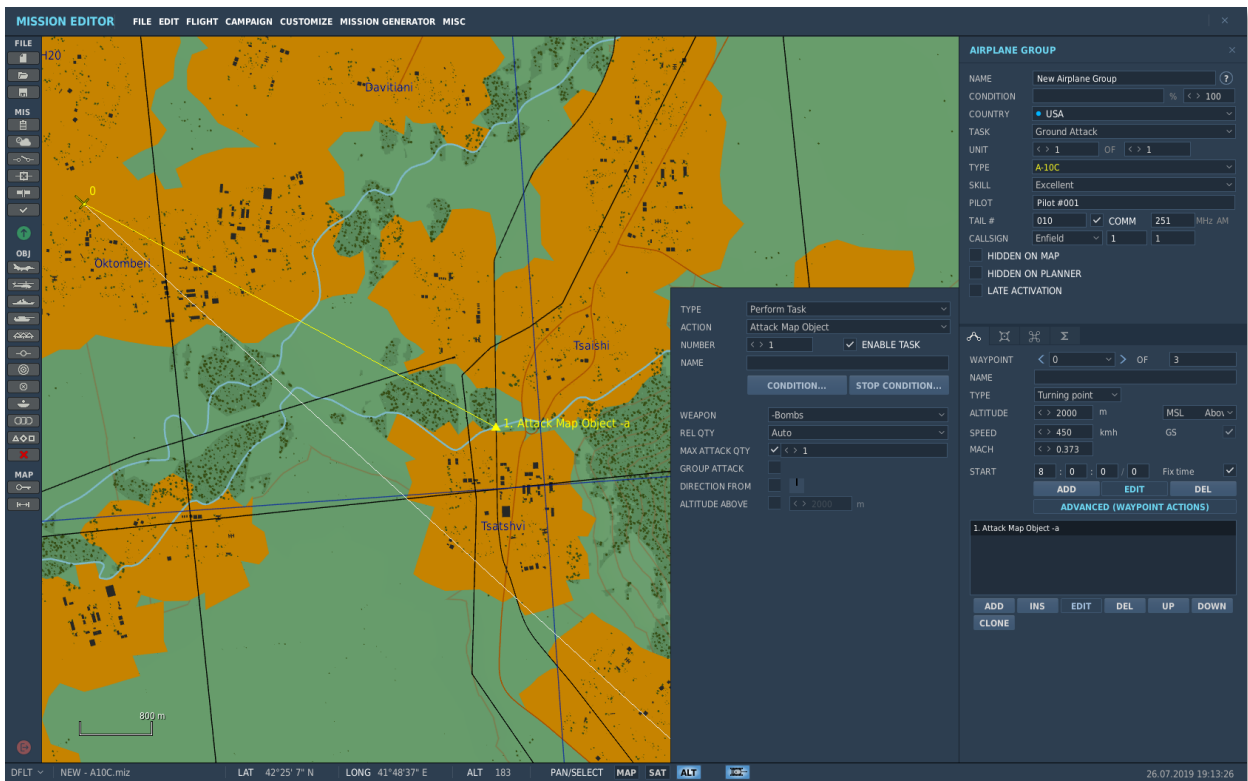 MISSION EDITOR FILE EDIT FLIGHT CAMPAIGN CUSTOMIZE MISSION GENERATOR MISC
FILE
MIS
OBJ
MAP
H20
Davitiani
0
Oktomberi
Tsaishi
1. Attack Map Object -a
Tsatshvi
800 m
TYPE Perform Task
ACTION Attack Map Object
NUMBER < > 1 ENABLE TASK
NAME
CONDITION... STOP CONDITION...
WEAPON -Bombs
REL QTY Auto
MAX ATTACK QTY < > 1
GROUP ATTACK
DIRECTION FROM
ALTITUDE ABOVE < > 2000 m
AIRPLANE GROUP
NAME New Airplane Group ?
CONDITION % < > 100
COUNTRY USA
TASK Ground Attack
UNIT < > 1 OF < > 1
TYPE A-10C
SKILL Excellent
PILOT Pilot #001
TAIL # 010 COMM 251 MHz AM
CALLSIGN Enfield 1 1
HIDDEN ON MAP
HIDDEN ON PLANNER
LATE ACTIVATION
WAYPOINT < 0 > OF 3
NAME
TYPE Turning point
ALTITUDE < > 2000 m MSL Abov
SPEED < > 450 kmh GS
MACH < > 0.373
START 8 : 0 : 0 / 0 Fix time
ADD EDIT DEL
ADVANCED (WAYPOINT ACTIONS)
1. Attack Map Object -a
ADD INS EDIT DEL UP DOWN
CLONE
DFLT NEW - A10C.miz LAT 42°25' 7" N LONG 41°48'37" E ALT 183 PAN/SELECT MAP SAT ALT 26.07.2019 19:13:26